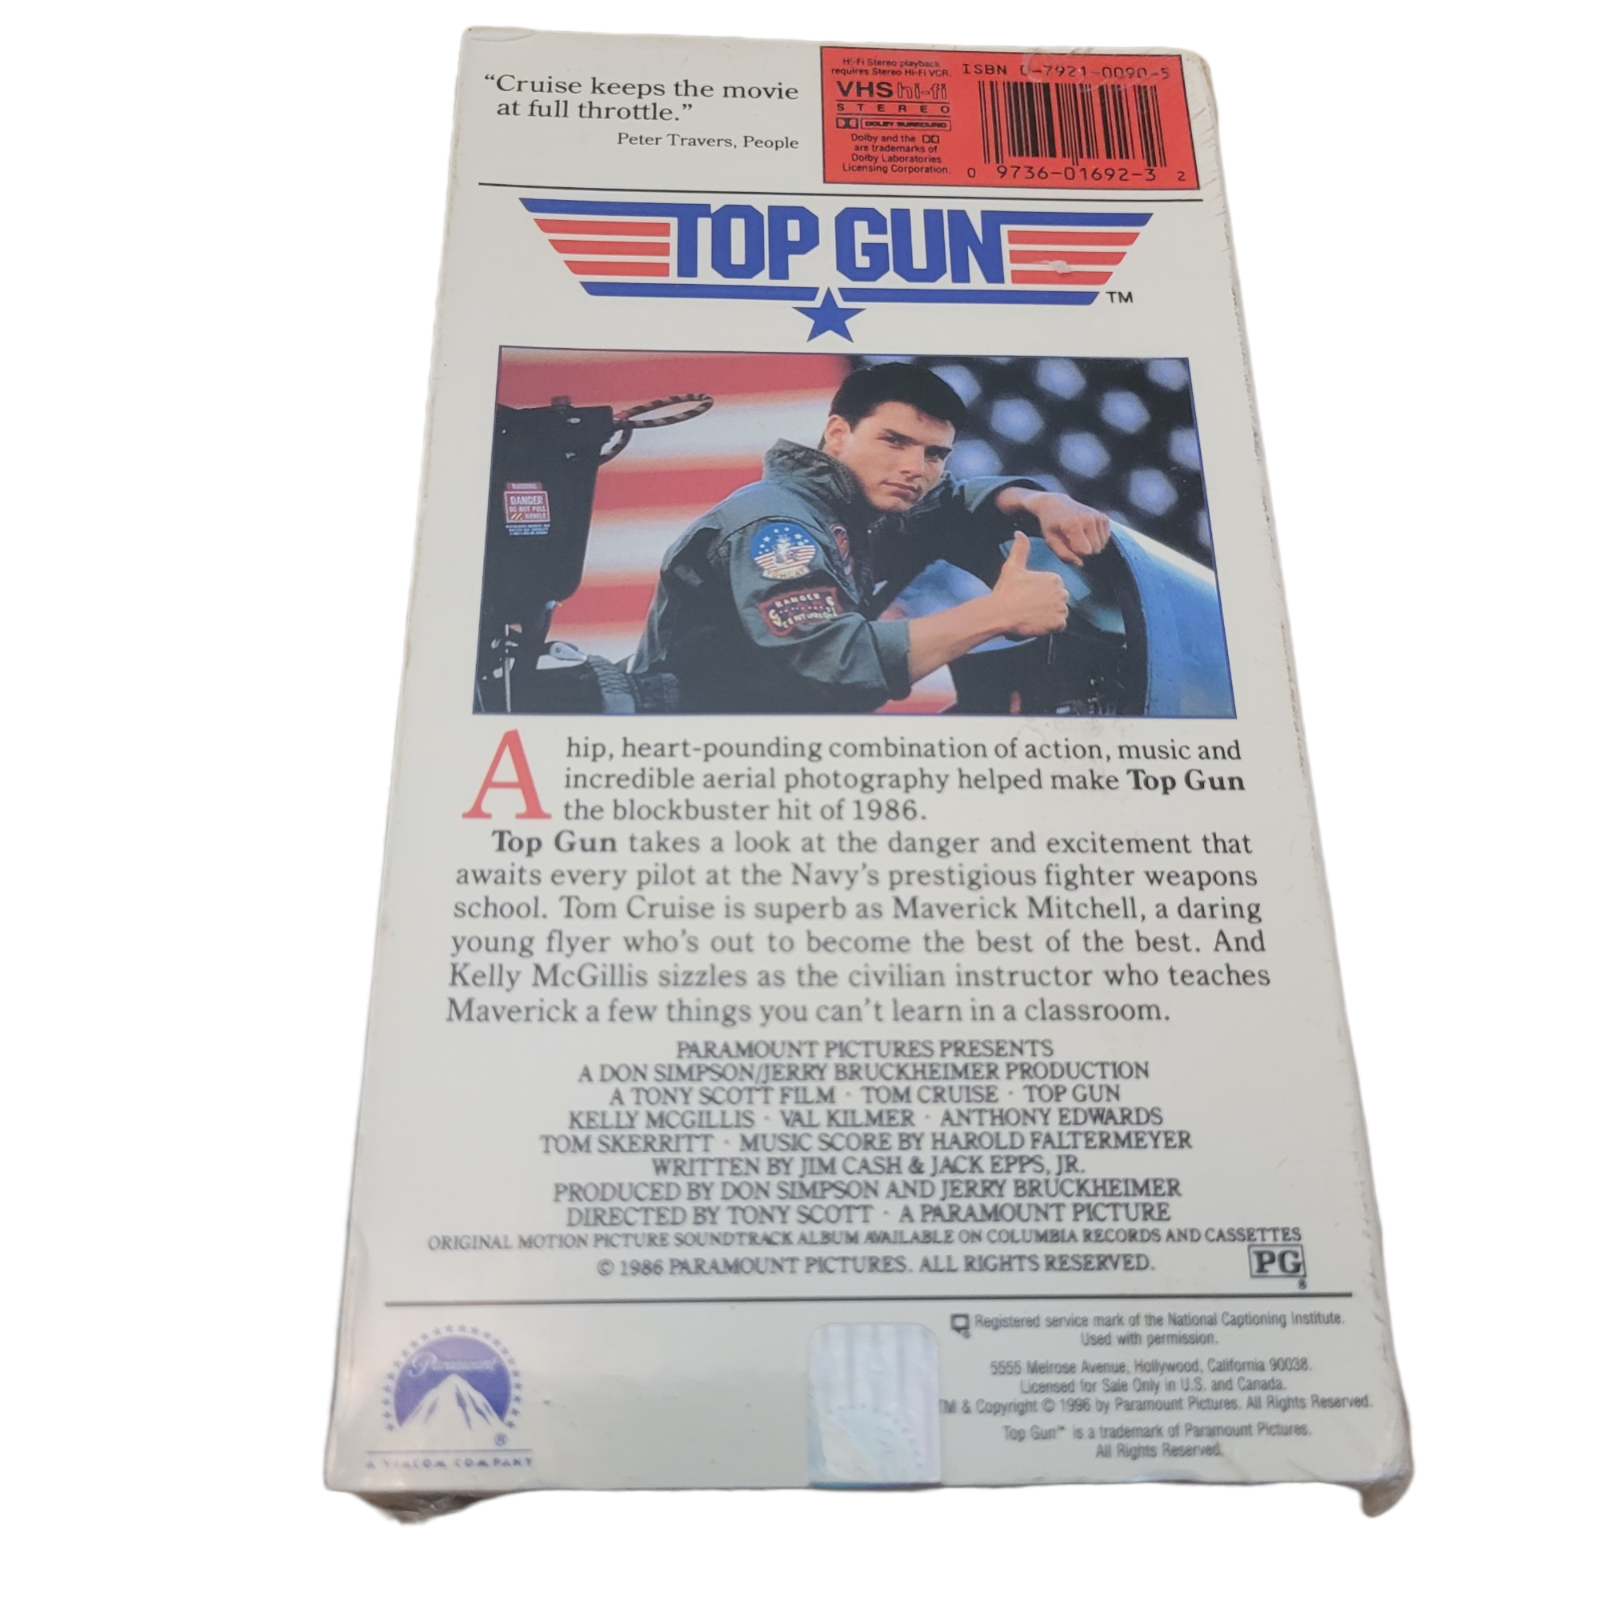 “Cruise keeps the movie
at full throttle.”
Peter Travers, People
Hi-Fi Stereo playback
requires Stereo Hi-Fi VCR.
VHS hi-fi
STEREO
DOLBY SURROUND
Dolby and the
are trademarks of
Dolby Laboratories
Licensing Corporation.
ISBN 0-7921-0090-5
0 9736-01692-3 2
TOP GUN
TM
DANGER
DO NOT PULL
HANDLE
RANGERS
A hip, heart-pounding combination of action, music and
incredible aerial photography helped make Top Gun
the blockbuster hit of 1986.
Top Gun takes a look at the danger and excitement that
awaits every pilot at the Navy’s prestigious fighter weapons
school. Tom Cruise is superb as Maverick Mitchell, a daring
young flyer who’s out to become the best of the best. And
Kelly McGillis sizzles as the civilian instructor who teaches
Maverick a few things you can’t learn in a classroom.
PARAMOUNT PICTURES PRESENTS
A DON SIMPSON/JERRY BRUCKHEIMER PRODUCTION
A TONY SCOTT FILM · TOM CRUISE · TOP GUN
KELLY MCGILLIS · VAL KILMER · ANTHONY EDWARDS
TOM SKERRITT · MUSIC SCORE BY HAROLD FALTERMEYER
WRITTEN BY JIM CASH & JACK EPPS, JR.
PRODUCED BY DON SIMPSON AND JERRY BRUCKHEIMER
DIRECTED BY TONY SCOTT · A PARAMOUNT PICTURE
ORIGINAL MOTION PICTURE SOUNDTRACK ALBUM AVAILABLE ON COLUMBIA RECORDS AND CASSETTES
© 1986 PARAMOUNT PICTURES. ALL RIGHTS RESERVED.
PG
®
Paramount
®
A VIACOM COMPANY
Registered service mark of the National Captioning Institute.
Used with permission.
5555 Melrose Avenue, Hollywood, California 90038.
Licensed for Sale Only in U.S. and Canada.
TM & Copyright © 1996 by Paramount Pictures. All Rights Reserved.
Top Gun™ is a trademark of Paramount Pictures.
All Rights Reserved.